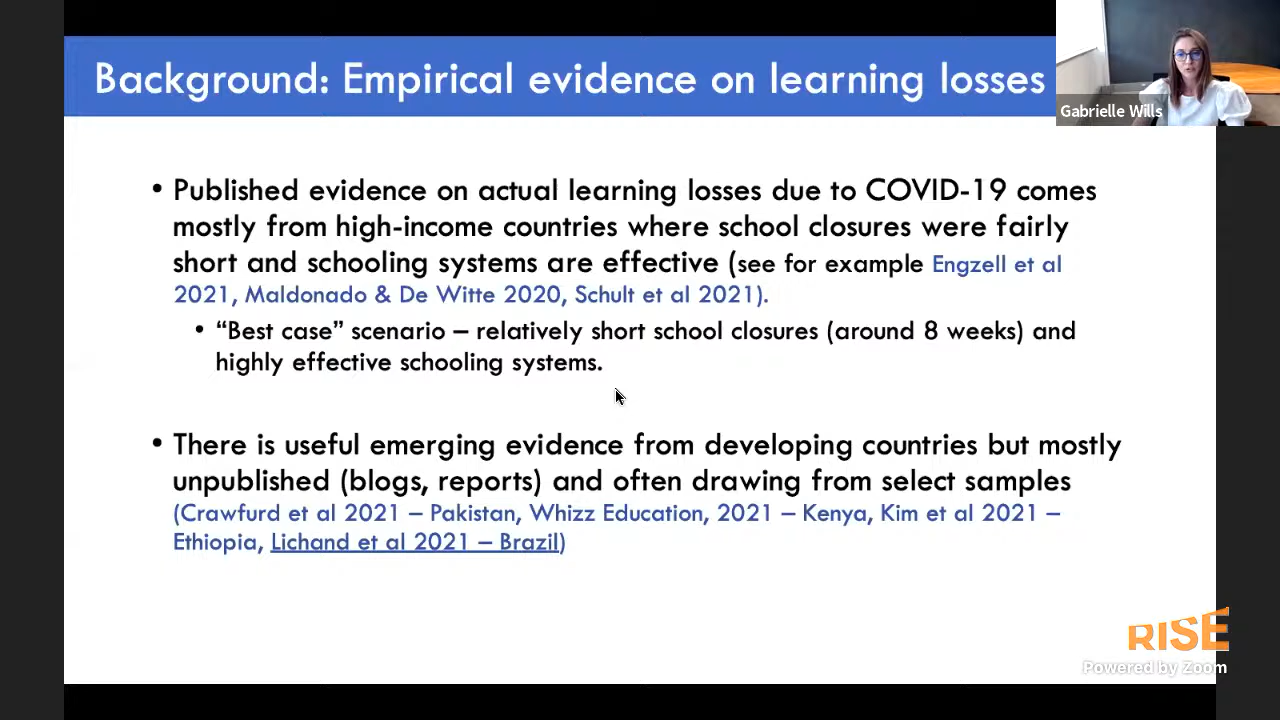 Background: Empirical evidence on learning losses
Gabrielle Wills
• Published evidence on actual learning losses due to COVID-19 comes
mostly from high-income countries where school closures were fairly
short and schooling systems are effective (see for example Engzell et al
2021, Maldonado & De Witte 2020, Schult et al 2021).
• “Best case” scenario – relatively short school closures (around 8 weeks) and
highly effective schooling systems.
• There is useful emerging evidence from developing countries but mostly
unpublished (blogs, reports) and often drawing from select samples
(Crawfurd et al 2021 – Pakistan, Whizz Education, 2021 – Kenya, Kim et al 2021 –
Ethiopia, Lichand et al 2021 – Brazil)
RISE
Powered by Zoom